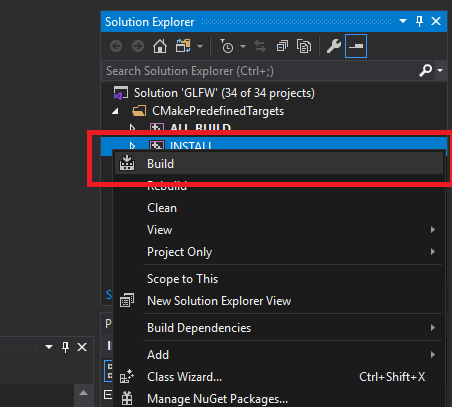 Solution Explorer
Search Solution Explorer (Ctrl+;)
Solution 'GLFW' (34 of 34 projects)
CMakePredefinedTargets
ALL_BUILD
INSTALL
Build
Rebuild
Clean
View
Project Only
Scope to This
New Solution Explorer View
Build Dependencies
Add
Class Wizard... Ctrl+Shift+X
Manage NuGet Packages...